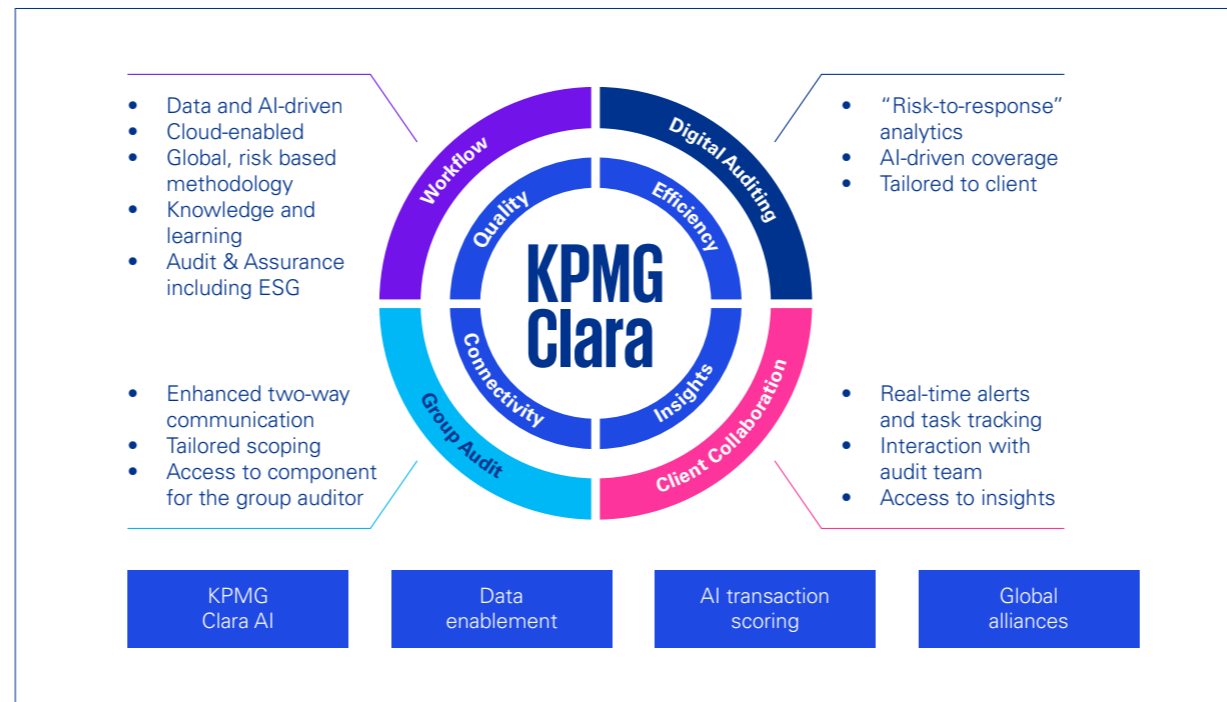 • Data and AI-driven
• Cloud-enabled
• Global, risk based
methodology
• Knowledge and
learning
• Audit & Assurance
including ESG
• “Risk-to-response”
analytics
• AI-driven coverage
• Tailored to client
Workflow
Digital Auditing
Quality
Efficiency
KPMG
Clara
Connectivity
Insights
Group Audit
Client Collaboration
• Enhanced two-way
communication
• Tailored scoping
• Access to component
for the group auditor
• Real-time alerts
and task tracking
• Interaction with
audit team
• Access to insights
KPMG
Clara AI
Data
enablement
AI transaction
scoring
Global
alliances